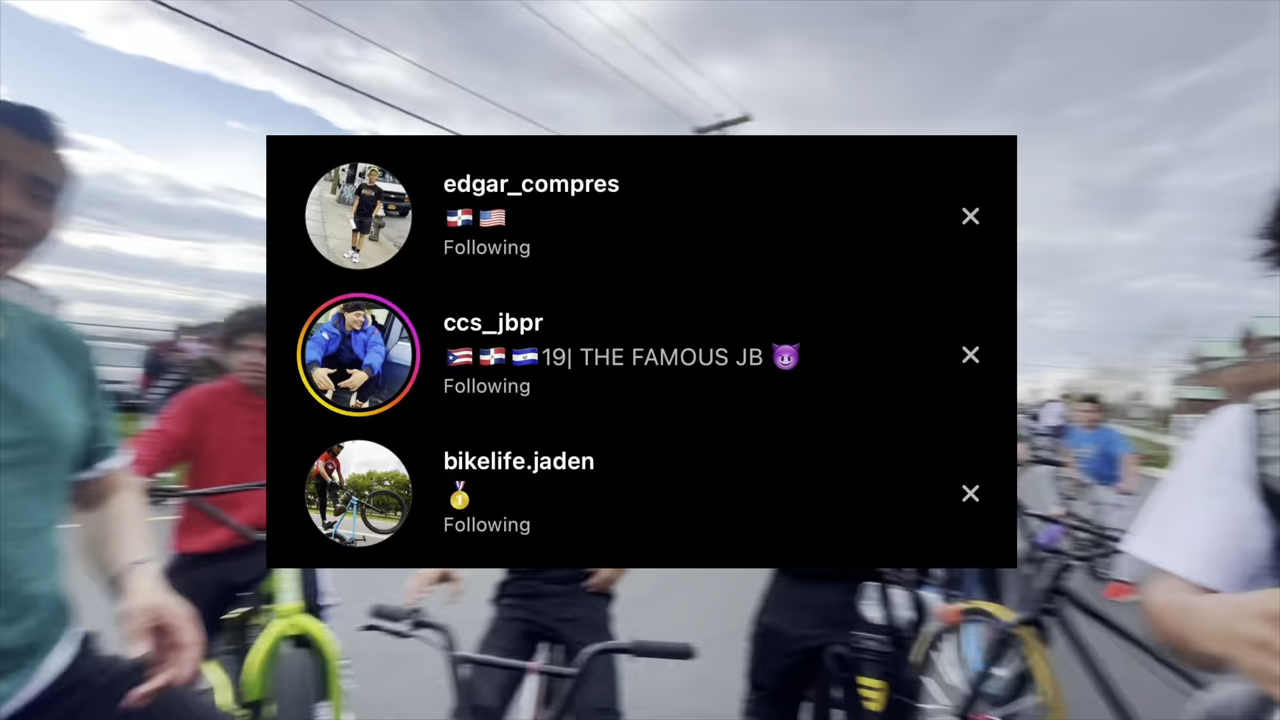 edgar_compres
🇩🇴 🇺🇸
Following
ccs_jbpr
🇵🇷 🇩🇴 🇸🇻19| THE FAMOUS JB 😈
Following
bikelife.jaden
🥇
Following